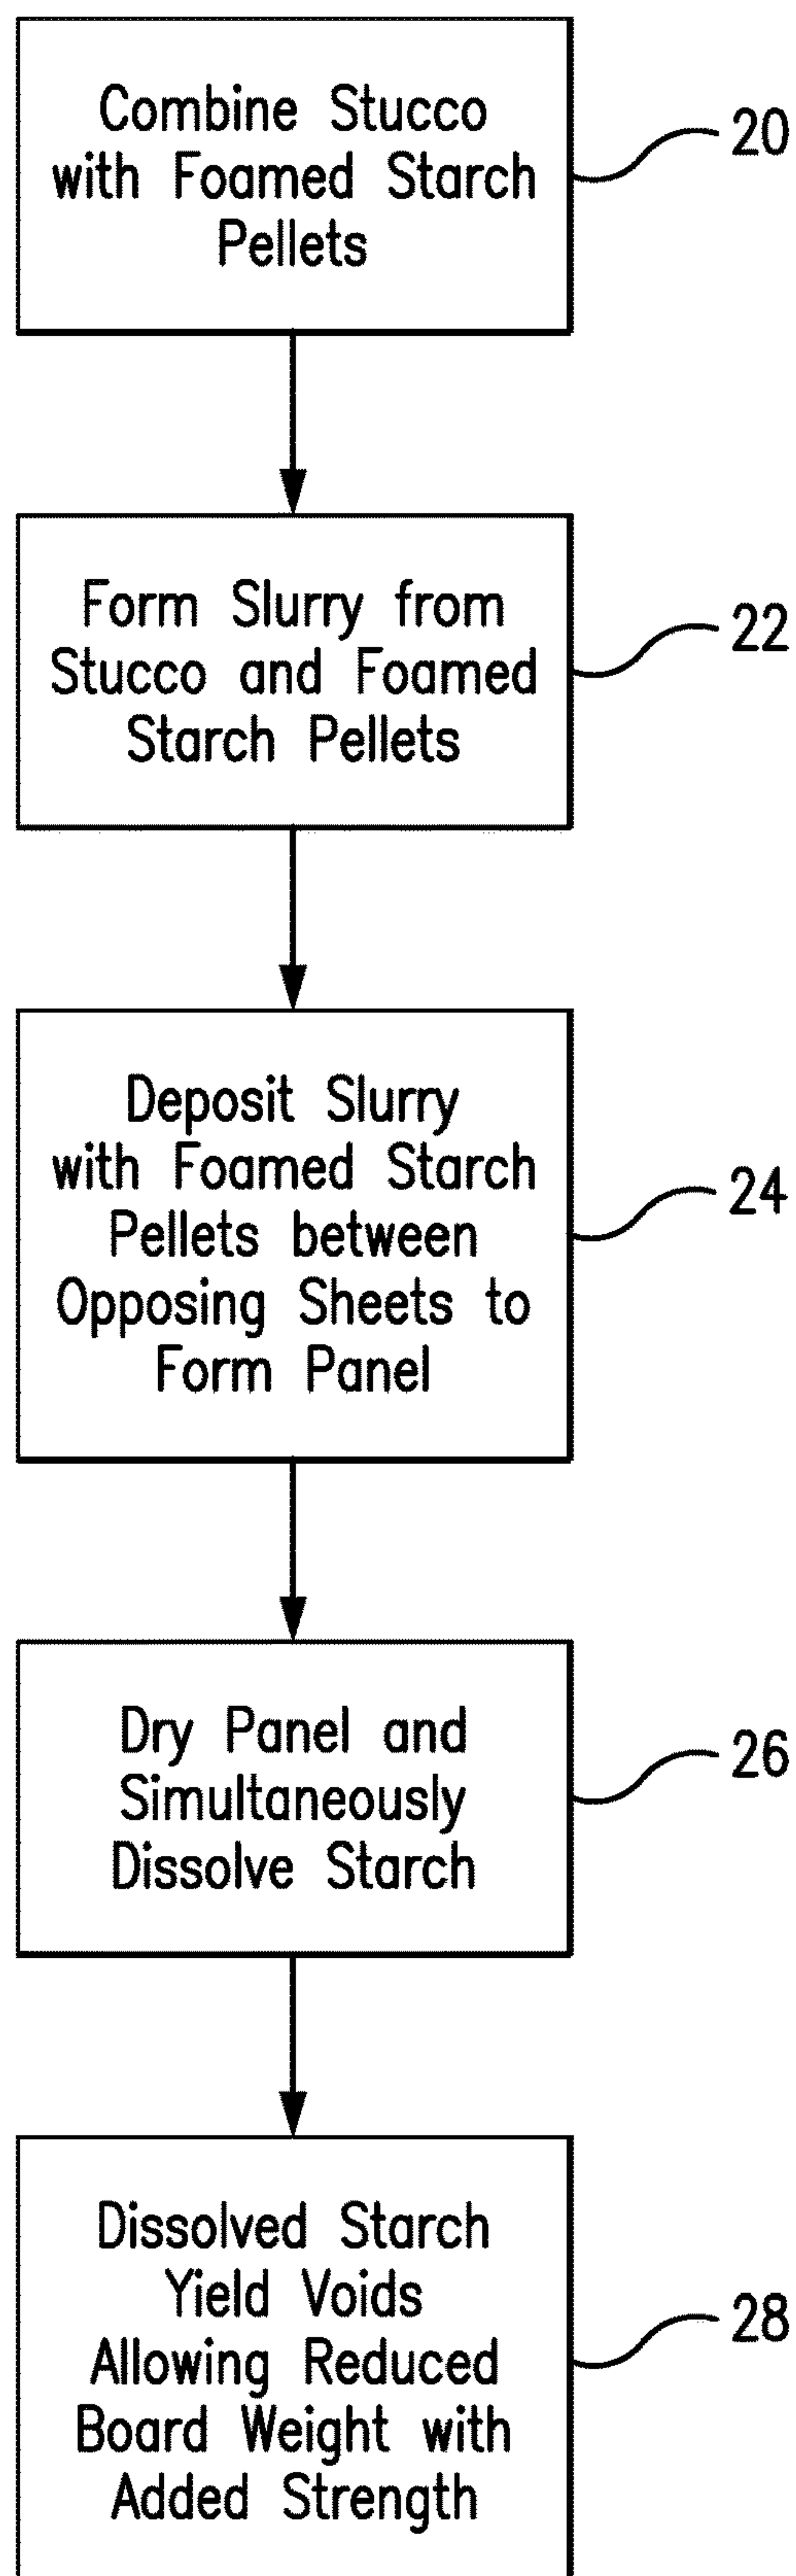 Combine Stucco
with Foamed Starch
Pellets
20
Form Slurry from
Stucco and Foamed
Starch Pellets
22
Deposit Slurry
with Foamed Starch
Pellets between
Opposing Sheets to
Form Panel
24
Dry Panel and
Simultaneously
Dissolve Starch
26
Dissolved Starch
Yield Voids
Allowing Reduced
Board Weight with
Added Strength
28